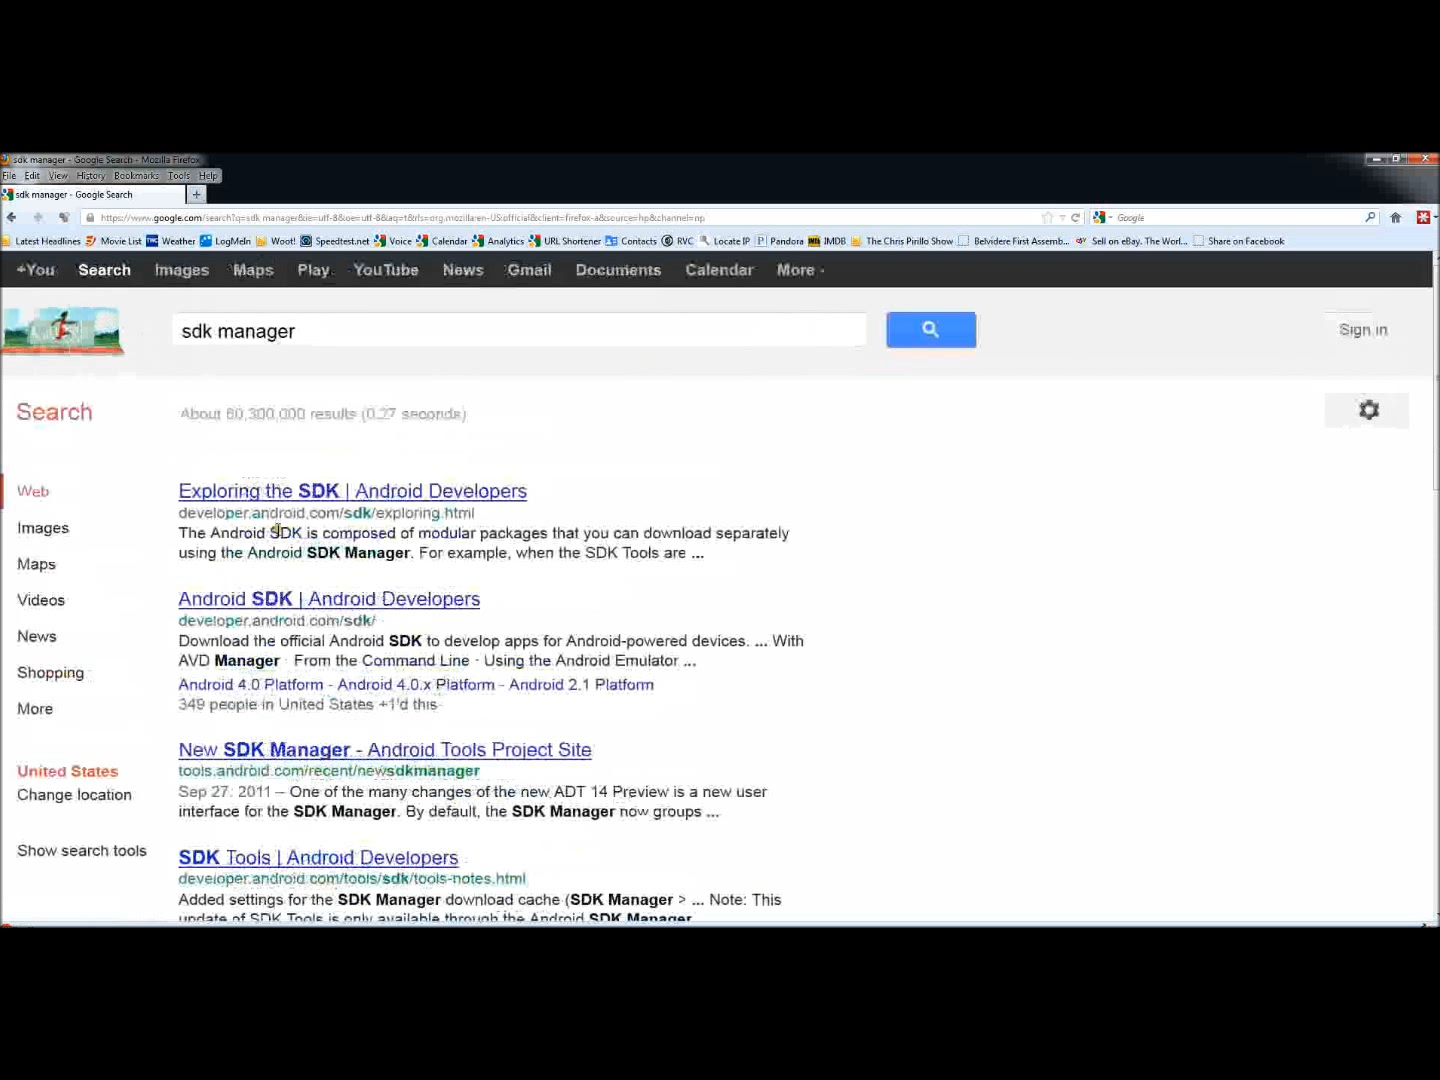 sdk manager - Google Search - Mozilla Firefox
File Edit View History Bookmarks Tools Help
sdk manager - Google Search +
https://www.google.com/search?q=sdk manager&ie=utf-8&oe=utf-8&aq=t&rls=org.mozilla:en-US:official&client=firefox-a&source=hp&channel=np Google
Latest Headlines Movie List Weather LogMeIn Woot! Speedtest.net Voice Calendar Analytics URL Shortener Contacts RVC Locate IP Pandora IMDB The Chris Pirillo Show Belvidere First Assemb... Sell on eBay. The Worl... Share on Facebook
+You Search Images Maps Play YouTube News Gmail Documents Calendar More
sdk manager
Sign in
Search
About 60,300,000 results (0.27 seconds)
Web
Images
Maps
Videos
News
Shopping
More
United States
Change location
Show search tools
Exploring the SDK | Android Developers
developer.android.com/sdk/exploring.html
The Android SDK is composed of modular packages that you can download separately
using the Android SDK Manager. For example, when the SDK Tools are ...
Android SDK | Android Developers
developer.android.com/sdk/
Download the official Android SDK to develop apps for Android-powered devices. ... With
AVD Manager · From the Command Line · Using the Android Emulator ...
Android 4.0 Platform - Android 4.0.x Platform - Android 2.1 Platform
349 people in United States +1'd this
New SDK Manager - Android Tools Project Site
tools.android.com/recent/newsdkmanager
Sep 27, 2011 – One of the many changes of the new ADT 14 Preview is a new user
interface for the SDK Manager. By default, the SDK Manager now groups ...
SDK Tools | Android Developers
developer.android.com/tools/sdk/tools-notes.html
Added settings for the SDK Manager download cache (SDK Manager > ... Note: This
update of SDK Tools is only available through the Android SDK Manager